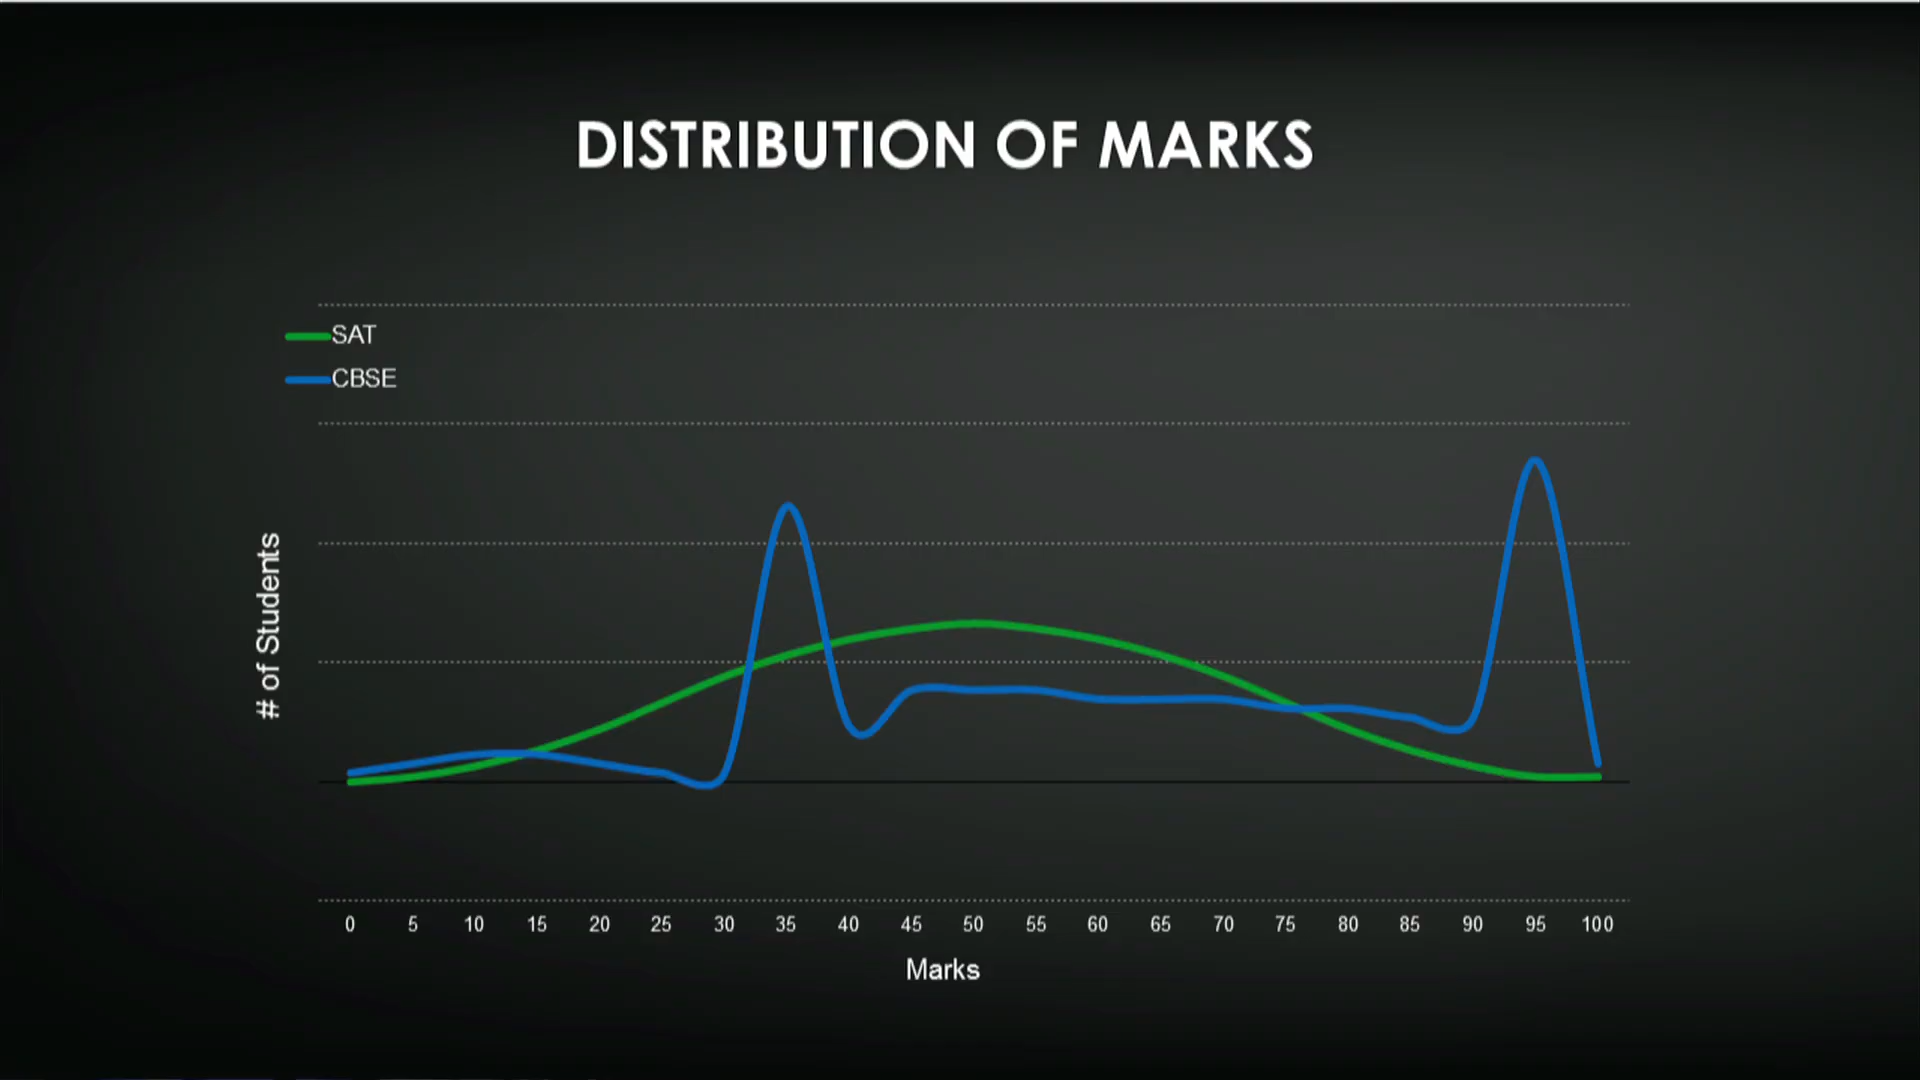 DISTRIBUTION OF MARKS
SAT
CBSE
# of Students
0 5 10 15 20 25 30 35 40 45 50 55 60 65 70 75 80 85 90 95 100
Marks